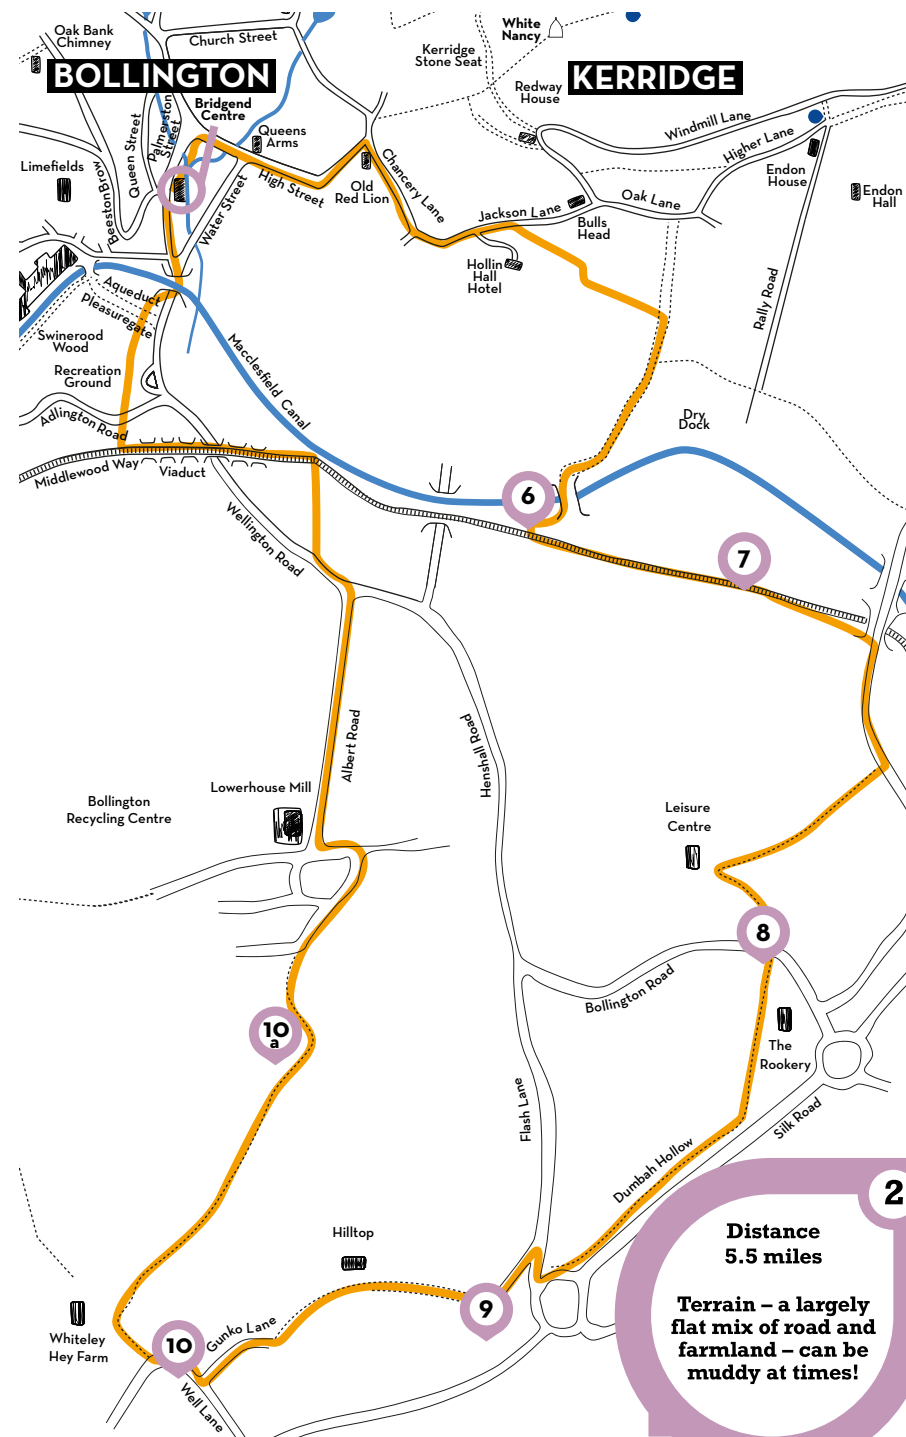 Oak Bank
Chimney
Church Street
White
Nancy
Kerridge
Stone Seat
BOLLINGTON
KERRIDGE
Redway
House
Bridgend
Centre
Queens
Arms
Windmill Lane
Higher Lane
Palmerston
Street
Queen Street
Limefields
Beeston Brow
Water Street
High Street
Old
Red Lion
Chancery Lane
Jackson Lane
Oak Lane
Bulls
Head
Endon
House
Endon
Hall
Hollin
Hall
Hotel
Rally Road
Aqueduct
Pleasuregate
Swinerood
Wood
Recreation
Ground
Macclesfield Canal
Adlington Road
Dry
Dock
Middlewood Way
Viaduct
6
Wellington Road
7
Albert Road
Henshall Road
Lowerhouse Mill
Bollington
Recycling Centre
Leisure
Centre
8
Bollington Road
10
a
The
Rookery
Flash Lane
Silk Road
Dumbah Hollow
2
Distance
5.5 miles
Terrain – a largely
flat mix of road and
farmland – can be
muddy at times!
Hilltop
9
Gunko Lane
Whiteley
Hey Farm
10
Well Lane